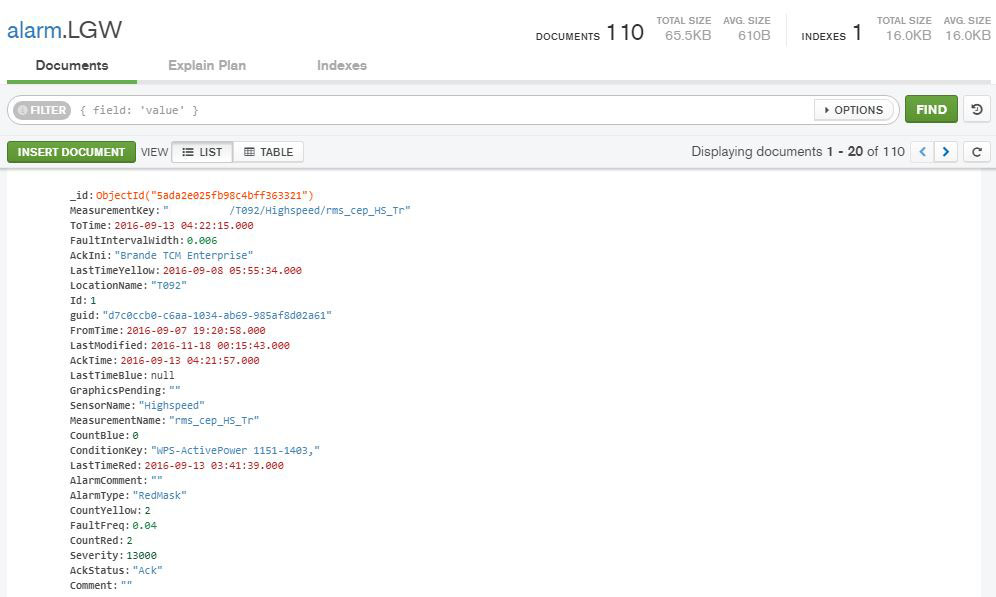 alarm.LGW
DOCUMENTS 110 TOTAL SIZE 65.5KB AVG. SIZE 610B INDEXES 1 TOTAL SIZE 16.0KB AVG. SIZE 16.0KB
Documents Explain Plan Indexes
FILTER { field: 'value' } OPTIONS FIND
INSERT DOCUMENT VIEW LIST TABLE Displaying documents 1 - 20 of 110
_id: ObjectId("5ada2e025fb98c4bff363321")
MeasurementKey: " /T092/Highspeed/rms_cep_HS_Tr"
ToTime: 2016-09-13 04:22:15.000
FaultIntervalWidth: 0.006
AckIni: "Brande TCM Enterprise"
LastTimeYellow: 2016-09-08 05:55:34.000
LocationName: "T092"
Id: 1
guid: "d7c0ccb0-c6aa-1034-ab69-985af8d02a61"
FromTime: 2016-09-07 19:20:58.000
LastModified: 2016-11-18 00:15:43.000
AckTime: 2016-09-13 04:21:57.000
LastTimeBlue: null
GraphicsPending: ""
SensorName: "Highspeed"
MeasurementName: "rms_cep_HS_Tr"
CountBlue: 0
ConditionKey: "WPS-ActivePower 1151-1403,"
LastTimeRed: 2016-09-13 03:41:39.000
AlarmComment: ""
AlarmType: "RedMask"
CountYellow: 2
FaultFreq: 0.04
CountRed: 2
Severity: 13000
AckStatus: "Ack"
Comment: ""